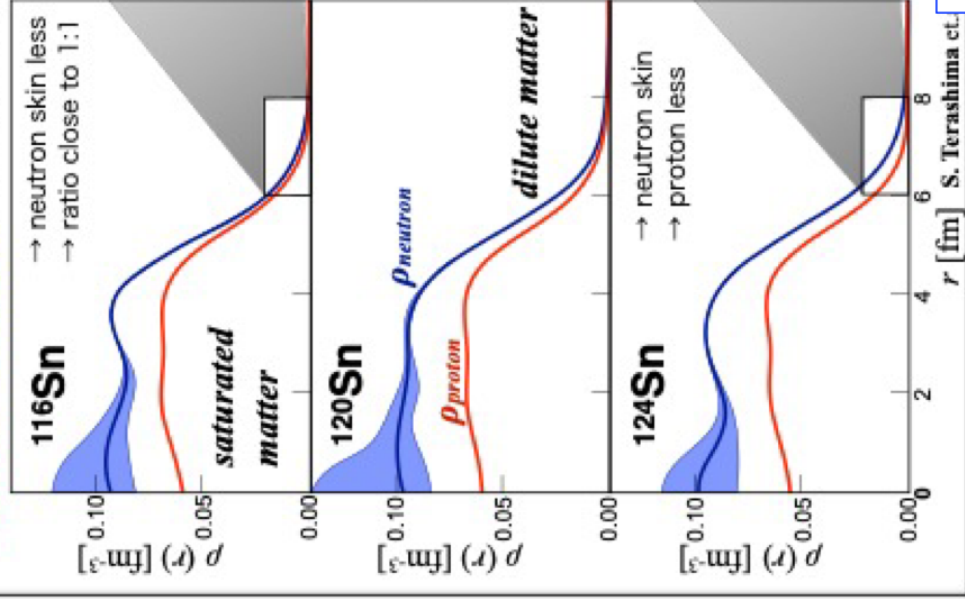 116Sn
→ neutron skin less
→ ratio close to 1:1
saturated
matter
0.10
0.05
0.00
ρ (r) [fm-3]
120Sn
ρneutron
ρproton
dilute matter
0.10
0.05
0.00
ρ (r) [fm-3]
124Sn
→ neutron skin
→ proton less
0.10
0.05
0.00
ρ (r) [fm-3]
0
2
4
6
8
r [fm]
S. Terashima et.